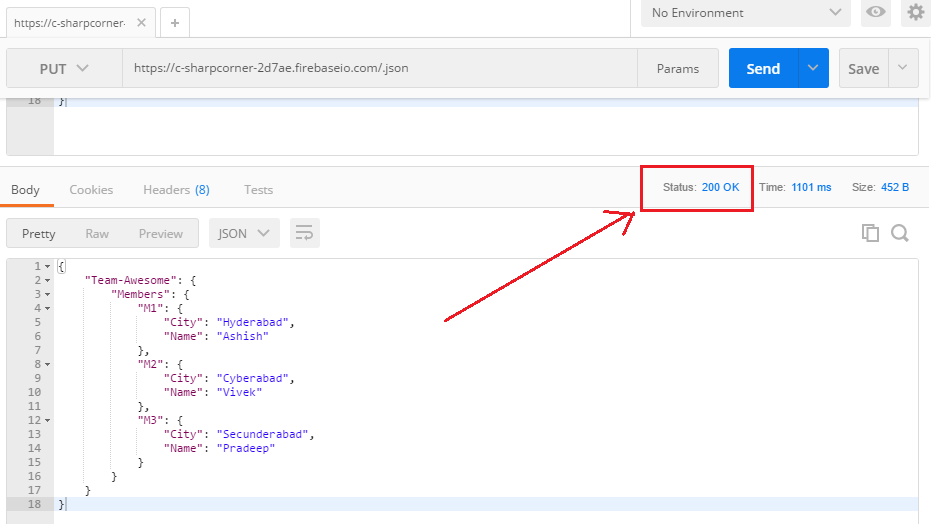 https://c-sharpcorner- × +
No Environment
PUT https://c-sharpcorner-2d7ae.firebaseio.com/.json Params Send Save
18 }
Body Cookies Headers (8) Tests Status: 200 OK Time: 1101 ms Size: 452 B
Pretty Raw Preview JSON
1 {
2 "Team-Awesome": {
3 "Members": {
4 "M1": {
5 "City": "Hyderabad",
6 "Name": "Ashish"
7 },
8 "M2": {
9 "City": "Cyberabad",
10 "Name": "Vivek"
11 },
12 "M3": {
13 "City": "Secunderabad",
14 "Name": "Pradeep"
15 }
16 }
17 }
18 }